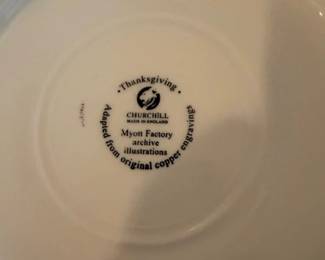 • Thanksgiving •
CHURCHILL
MADE IN ENGLAND
Myott Factory
archive
illustrations
Adapted from original copper engravings